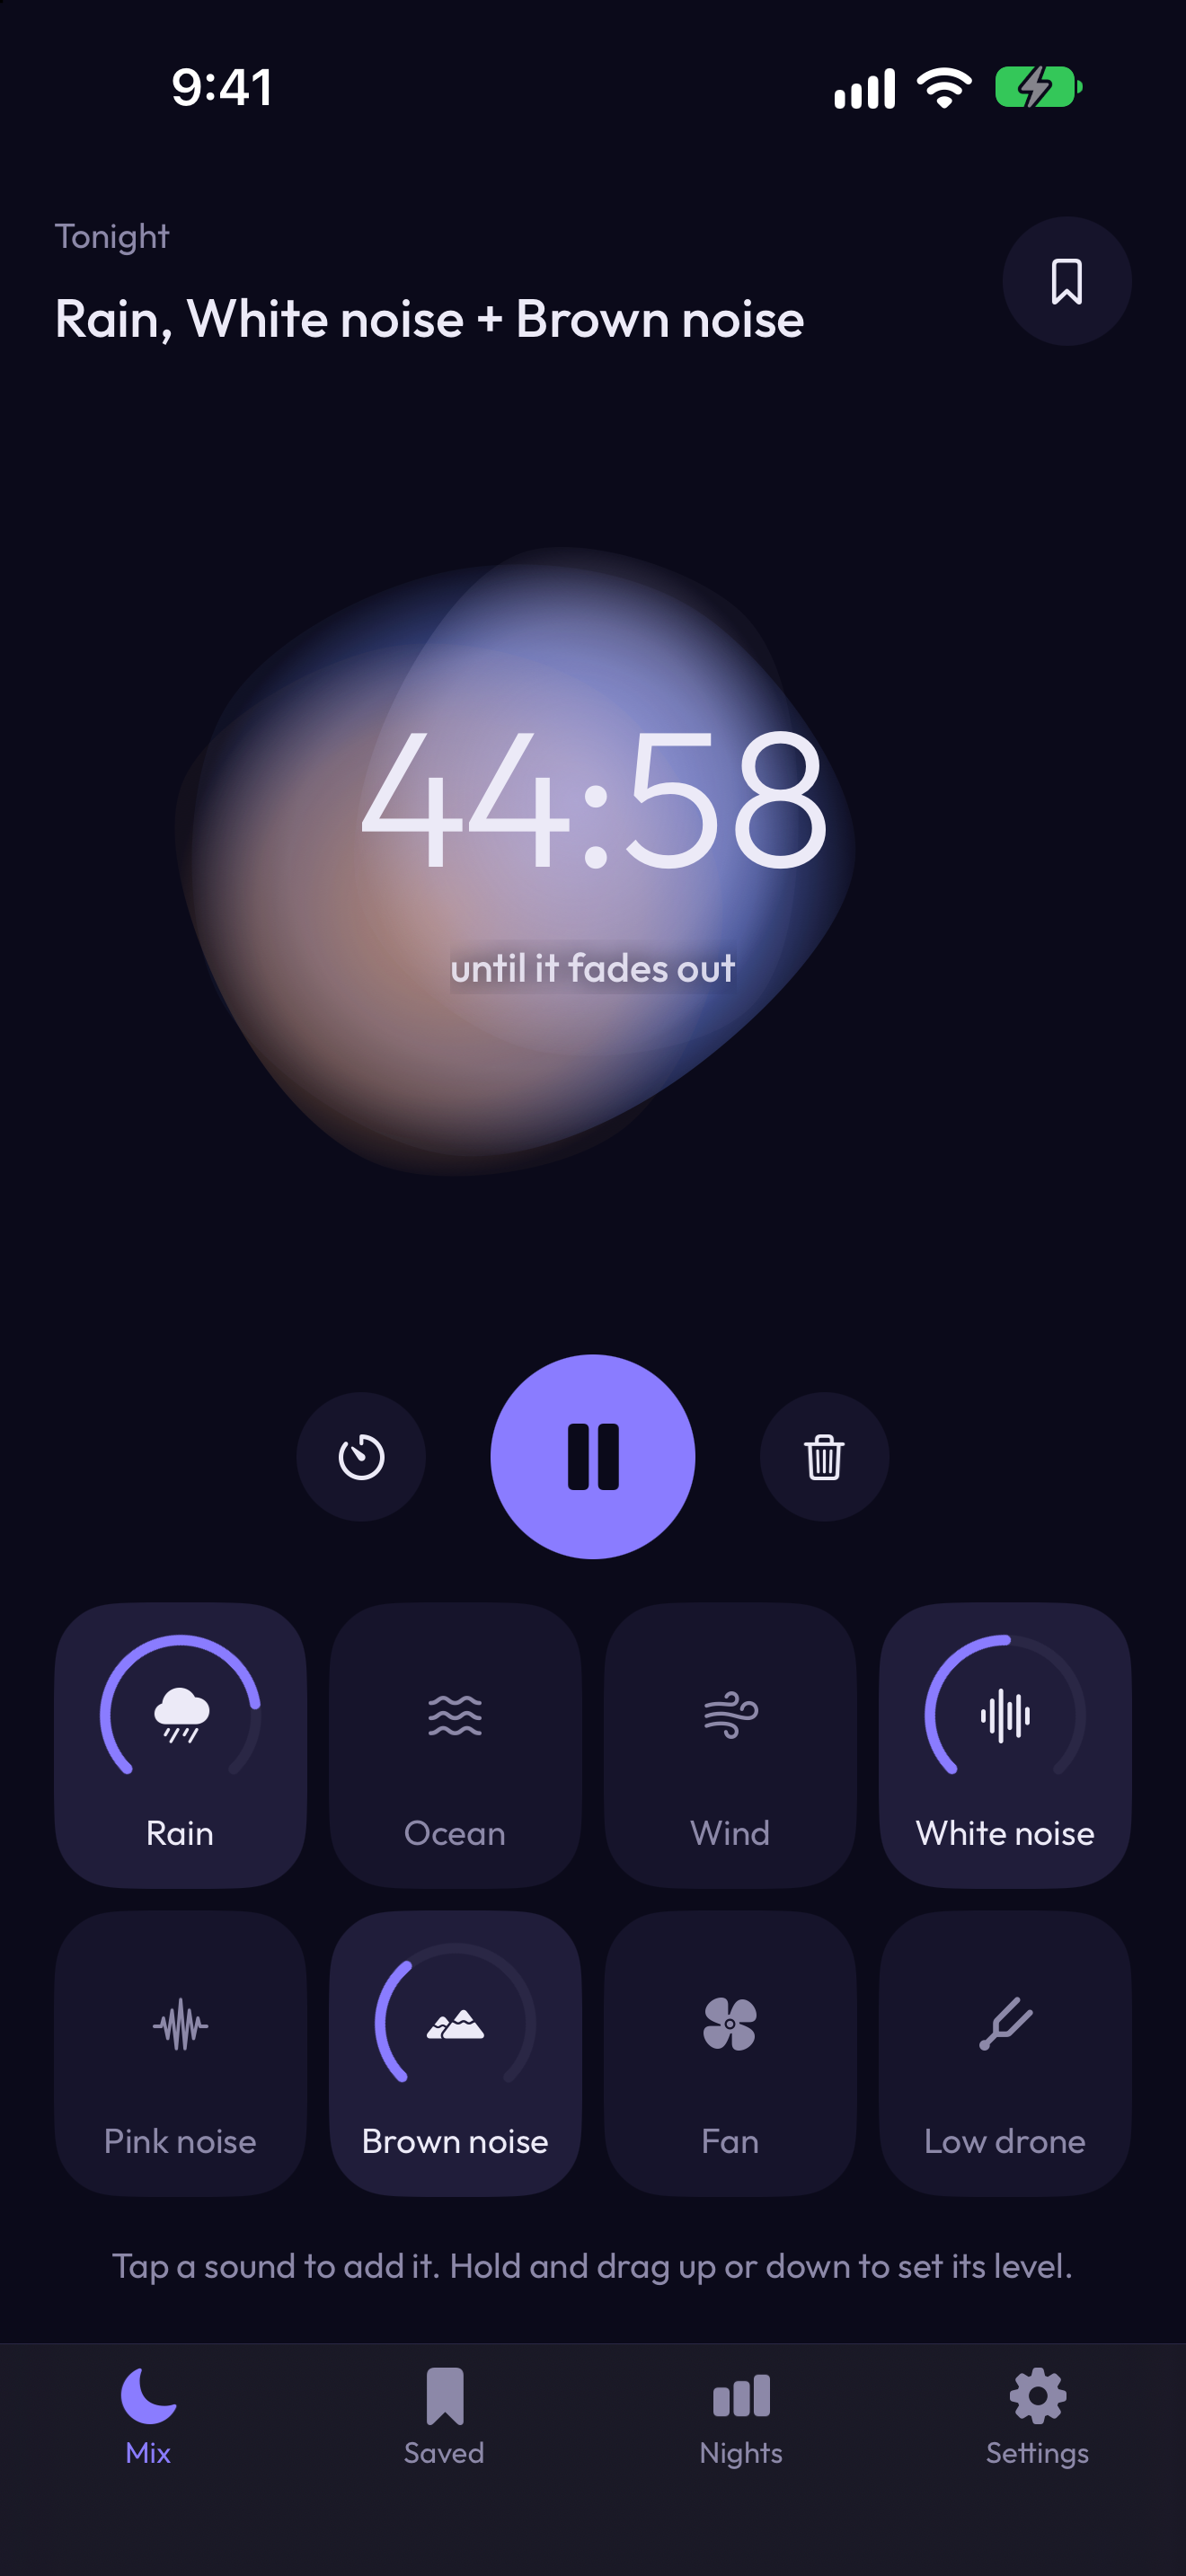 9:41
Tonight
Rain, White noise + Brown noise
44:58
until it fades out
Rain
Ocean
Wind
White noise
Pink noise
Brown noise
Fan
Low drone
Tap a sound to add it. Hold and drag up or down to set its level.
Mix
Saved
Nights
Settings